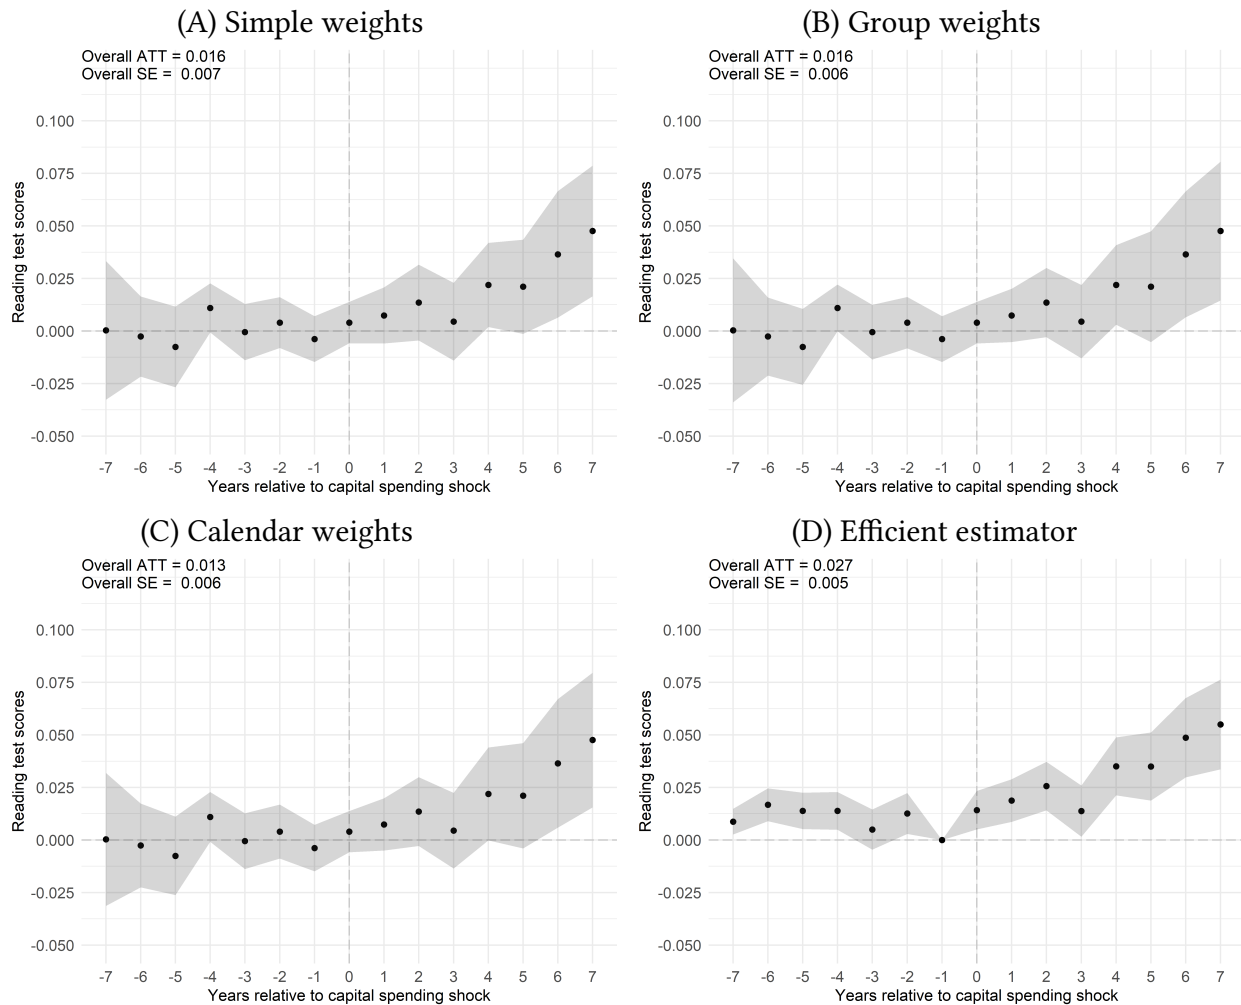 (A) Simple weights
Overall ATT = 0.016
Overall SE =  0.007
0.100
0.075
0.050
0.025
0.000
-0.025
-0.050
Reading test scores
-7 -6 -5 -4 -3 -2 -1 0 1 2 3 4 5 6 7
Years relative to capital spending shock
(B) Group weights
Overall ATT = 0.016
Overall SE =  0.006
0.100
0.075
0.050
0.025
0.000
-0.025
-0.050
Reading test scores
-7 -6 -5 -4 -3 -2 -1 0 1 2 3 4 5 6 7
Years relative to capital spending shock
(C) Calendar weights
Overall ATT = 0.013
Overall SE =  0.006
0.100
0.075
0.050
0.025
0.000
-0.025
-0.050
Reading test scores
-7 -6 -5 -4 -3 -2 -1 0 1 2 3 4 5 6 7
Years relative to capital spending shock
(D) Efficient estimator
Overall ATT = 0.027
Overall SE =  0.005
0.100
0.075
0.050
0.025
0.000
-0.025
-0.050
Reading test scores
-7 -6 -5 -4 -3 -2 -1 0 1 2 3 4 5 6 7
Years relative to capital spending shock